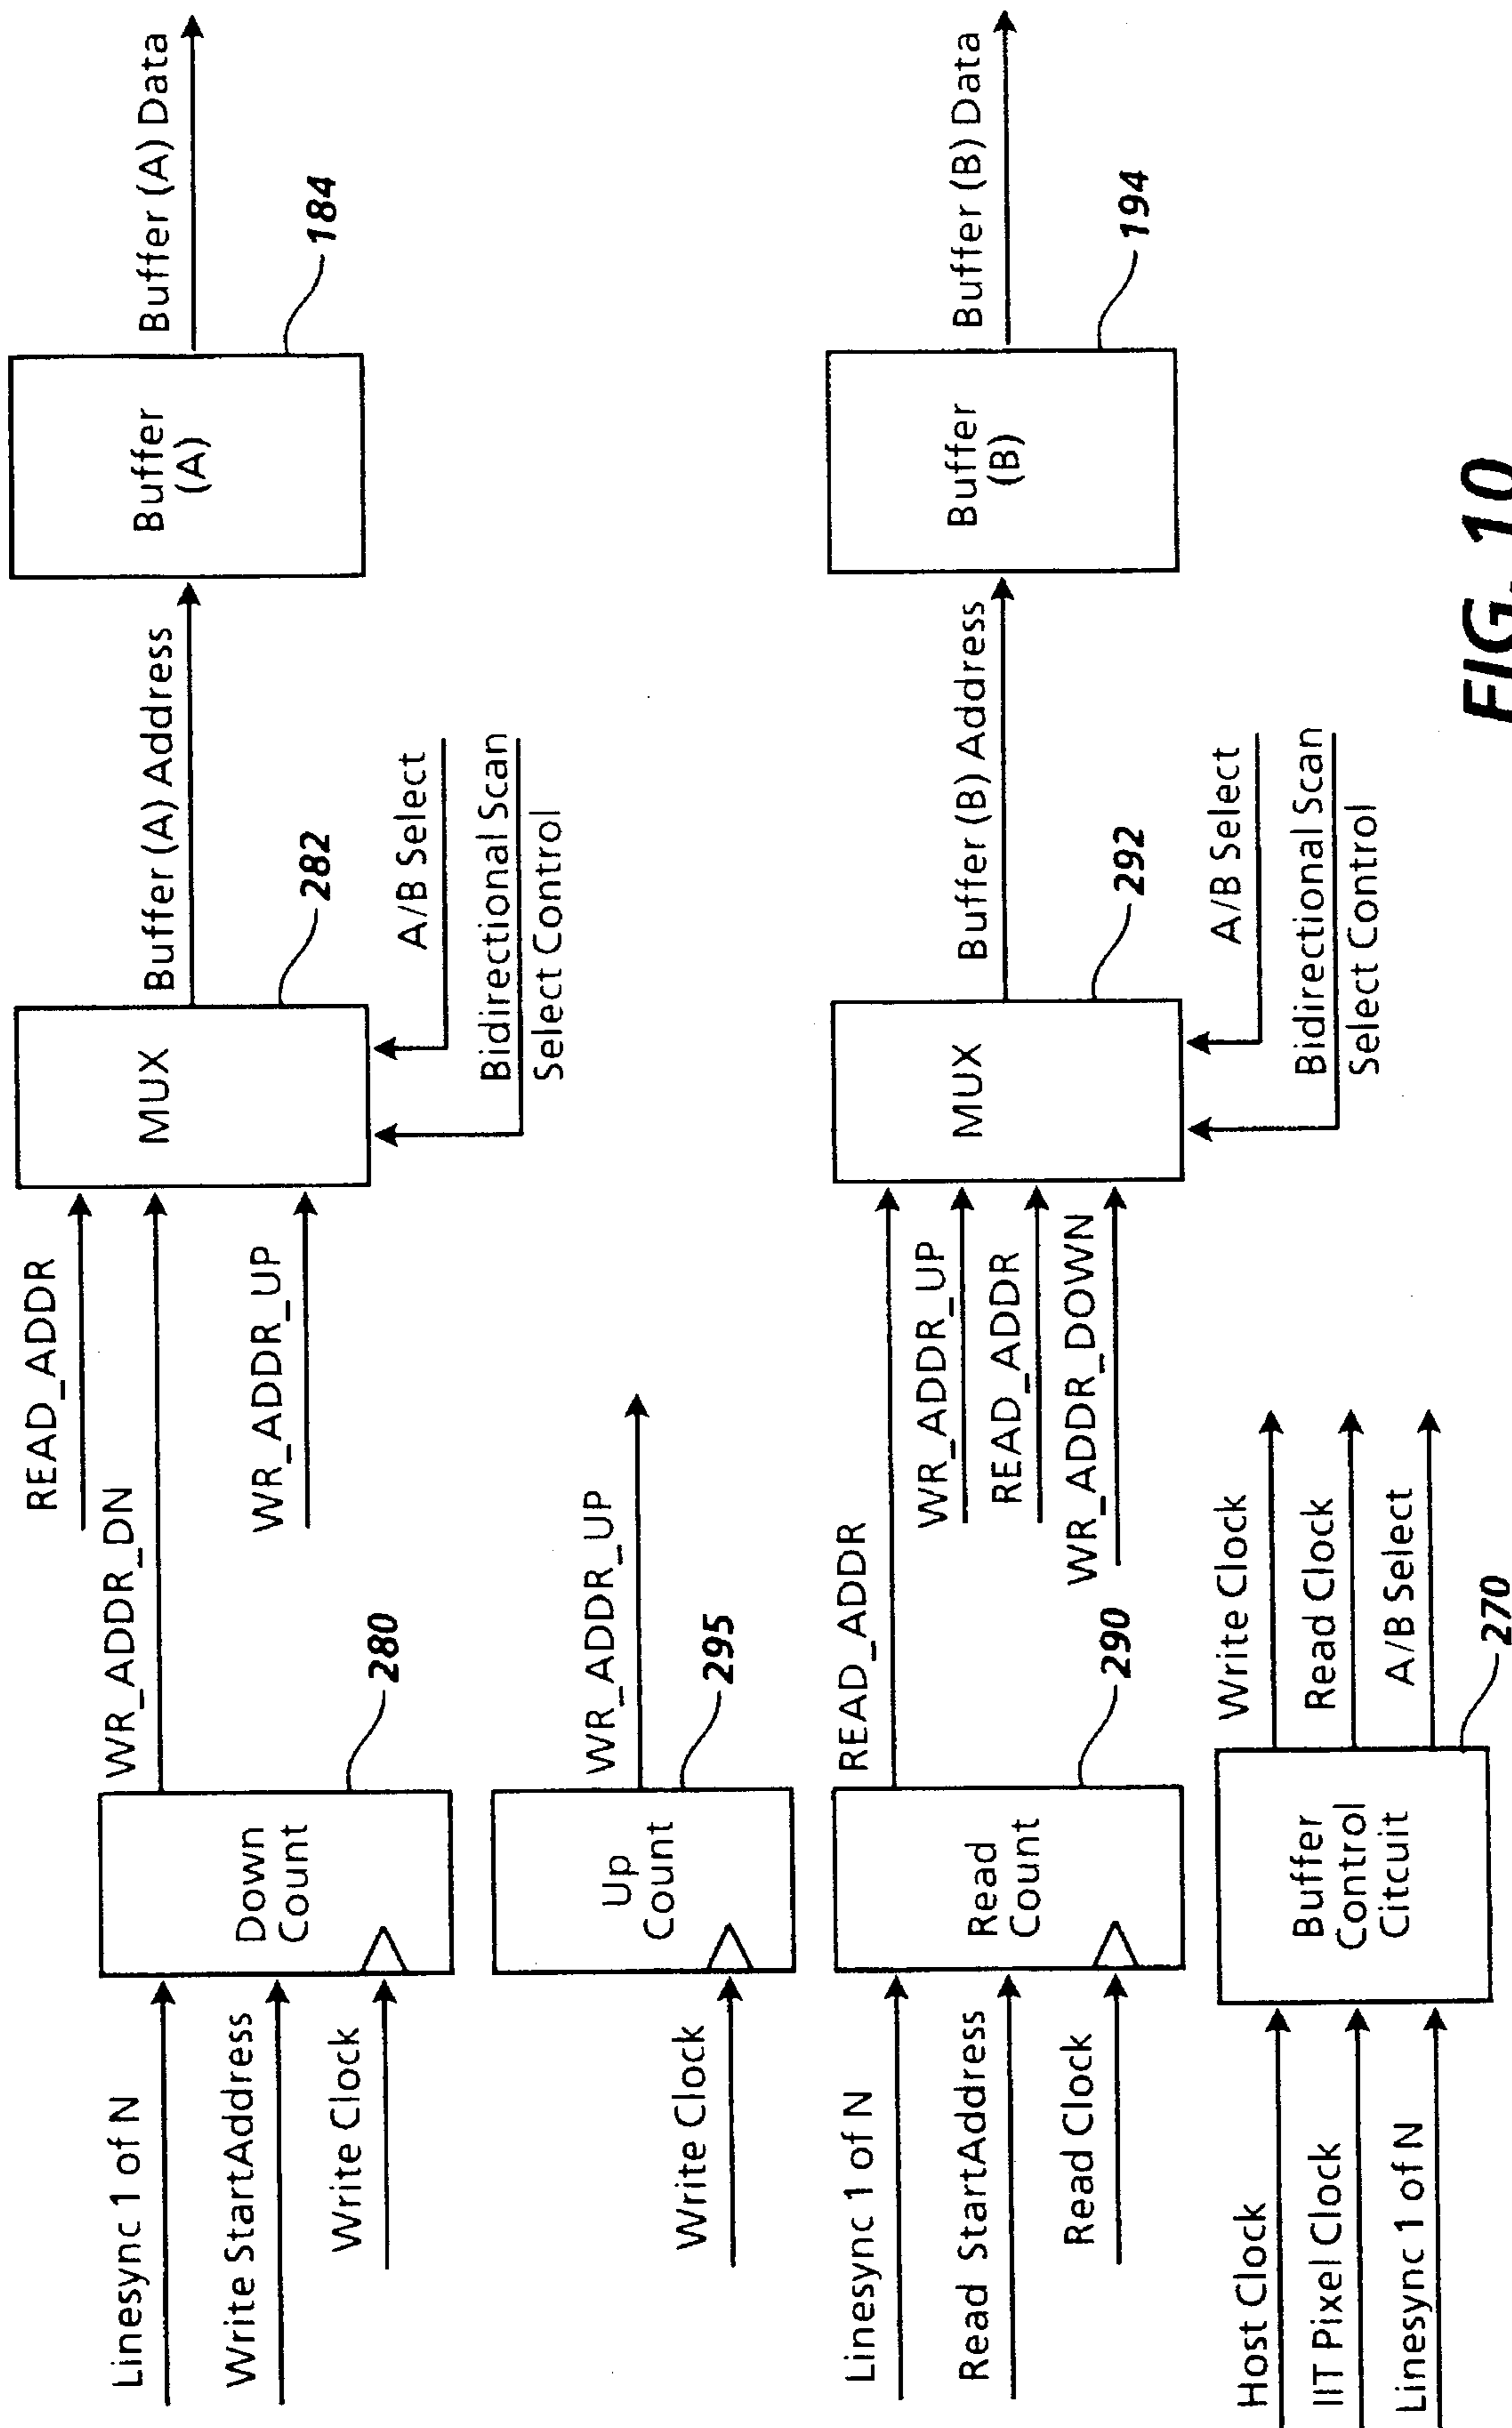 Linesync 1 of N
Write StartAddress
Write Clock
Down
Count
280
WR_ADDR_DN
READ_ADDR
WR_ADDR_UP
MUX
282
A/B Select
Bidirectional Scan
Select Control
Buffer (A) Address
Buffer
(A)
184
Buffer (A) Data
Write Clock
Up
Count
295
WR_ADDR_UP
Linesync 1 of N
Read StartAddress
Read Clock
Read
Count
290
READ_ADDR
WR_ADDR_UP
READ_ADDR
WR_ADDR_DOWN
MUX
292
A/B Select
Bidirectional Scan
Select Control
Buffer (B) Address
Buffer
(B)
194
Buffer (B) Data
Host Clock
IIT Pixel Clock
Linesync 1 of N
Buffer
Control
Citcuit
270
Write Clock
Read Clock
A/B Select
FIG. 10